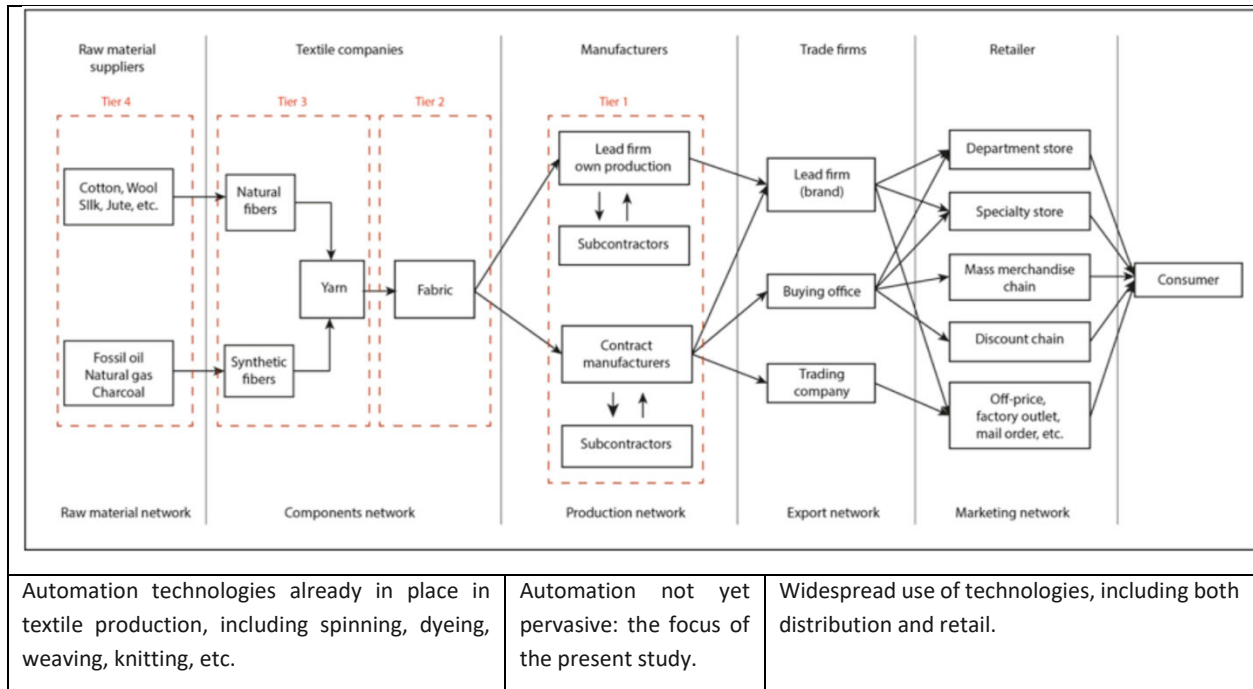 Raw material
suppliers
Textile companies
Manufacturers
Trade firms
Retailer
Tier 4
Tier 3
Tier 2
Tier 1
Cotton, Wool
SIlk, Jute, etc.
Fossil oil
Natural gas
Charcoal
Natural
fibers
Synthetic
fibers
Yarn
Fabric
Lead firm
own production
Subcontractors
Contract
manufacturers
Subcontractors
Lead firm
(brand)
Buying office
Trading
company
Department store
Specialty store
Mass merchandise
chain
Discount chain
Off-price,
factory outlet,
mail order, etc.
Consumer
Raw material network
Components network
Production network
Export network
Marketing network
Automation technologies already in place in
textile production, including spinning, dyeing,
weaving, knitting, etc.
Automation not yet
pervasive: the focus of
the present study.
Widespread use of technologies, including both
distribution and retail.